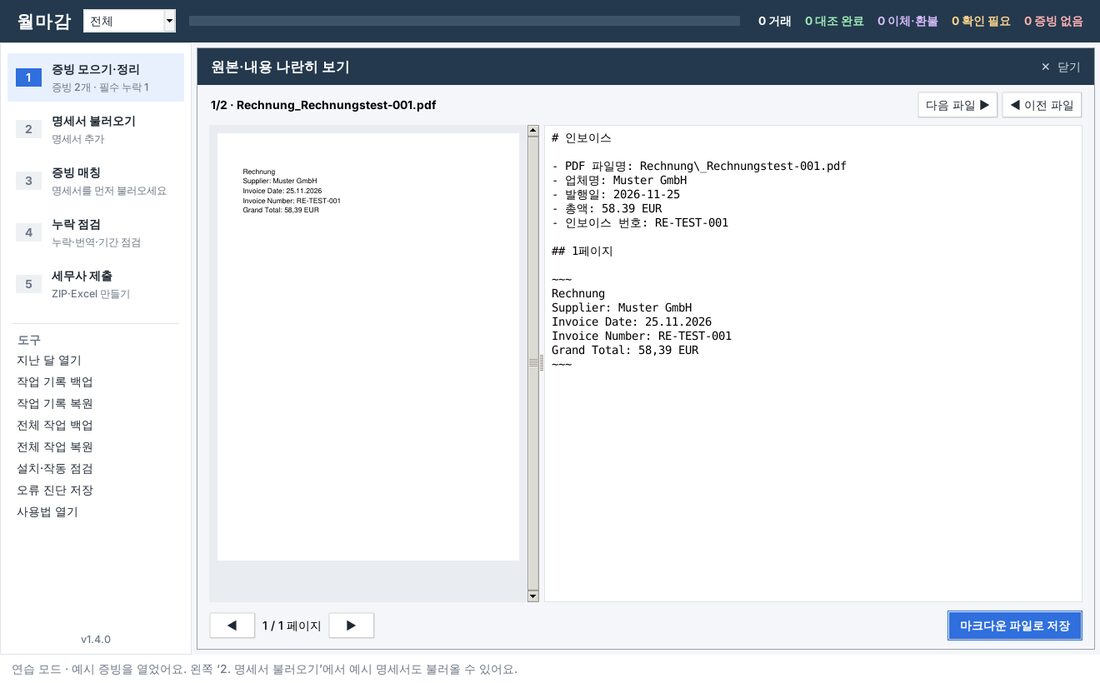 월마감 전체 0 거래 0 대조 완료 0 이체·환불 0 확인 필요 0 증빙 없음
1 증빙 모으기·정리
증빙 2개 · 필수 누락 1
2 명세서 불러오기
명세서 추가
3 증빙 매칭
명세서를 먼저 불러오세요
4 누락 점검
누락·번역·기간 점검
5 세무사 제출
ZIP·Excel 만들기
도구
지난 달 열기
작업 기록 백업
작업 기록 복원
전체 작업 백업
전체 작업 복원
설치·작동 점검
오류 진단 저장
사용법 열기
v1.4.0
원본·내용 나란히 보기 × 닫기
1/2 · Rechnung_Rechnungstest-001.pdf 다음 파일 ▶ ◀ 이전 파일
Rechnung
Supplier: Muster GmbH
Invoice Date: 25.11.2026
Invoice Number: RE-TEST-001
Grand Total: 58,39 EUR
# 인보이스
- PDF 파일명: Rechnung\_Rechnungstest-001.pdf
- 업체명: Muster GmbH
- 발행일: 2026-11-25
- 총액: 58.39 EUR
- 인보이스 번호: RE-TEST-001
## 1페이지
~~~
Rechnung
Supplier: Muster GmbH
Invoice Date: 25.11.2026
Invoice Number: RE-TEST-001
Grand Total: 58,39 EUR
~~~
◀ 1 / 1 페이지 ▶ 마크다운 파일로 저장
연습 모드 · 예시 증빙을 열었어요. 왼쪽 ‘2. 명세서 불러오기’에서 예시 명세서도 불러올 수 있어요.